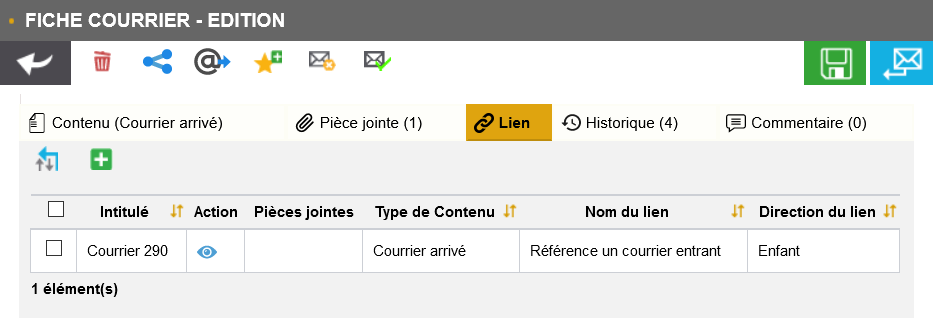 FICHE COURRIER - EDITION
Contenu (Courrier arrivé) Pièce jointe (1) Lien Historique (4) Commentaire (0)
Intitulé Action Pièces jointes Type de Contenu Nom du lien Direction du lien
Courrier 290 Courrier arrivé Référence un courrier entrant Enfant
1 élément(s)